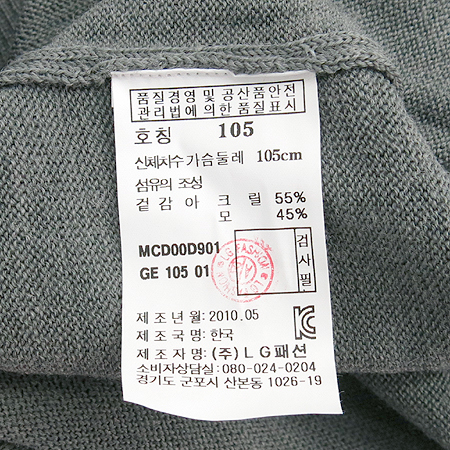 품질경영 및 공산품안전
관리법에 의한 품질표시
호칭 105
신체치수 가슴둘레 105cm
섬유의 조성
겉감 아크릴 55%
모 45%
MCD00D901
GE 105 01
LG FASHION
검사필
제조년월: 2010.05
제조국명: 한국
제조자명: (주)LG패션
소비자상담실: 080-024-0204
경기도 군포시 산본동 1026-19